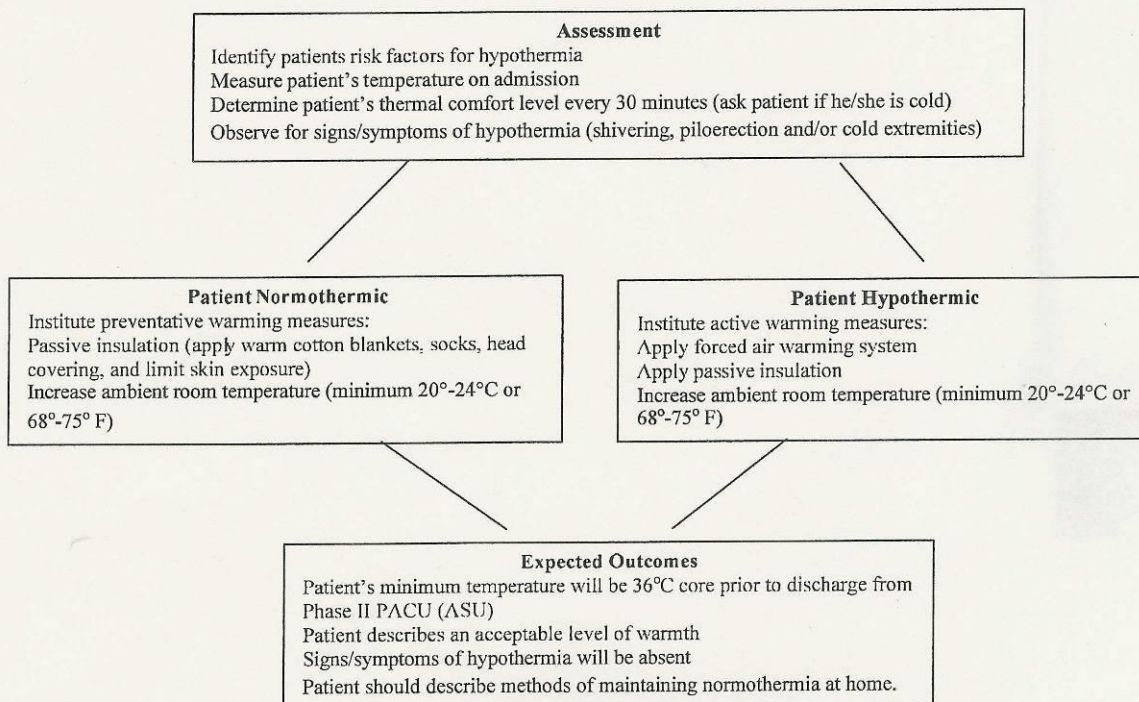 Assessment
Identify patients risk factors for hypothermia
Measure patient's temperature on admission
Determine patient's thermal comfort level every 30 minutes (ask patient if he/she is cold)
Observe for signs/symptoms of hypothermia (shivering, piloerection and/or cold extremities)
Patient Normothermic
Institute preventative warming measures:
Passive insulation (apply warm cotton blankets, socks, head
covering, and limit skin exposure)
Increase ambient room temperature (minimum 20°-24°C or
68°-75° F)
Patient Hypothermic
Institute active warming measures:
Apply forced air warming system
Apply passive insulation
Increase ambient room temperature (minimum 20°-24°C or
68°-75° F)
Expected Outcomes
Patient's minimum temperature will be 36°C core prior to discharge from
Phase II PACU (ASU)
Patient describes an acceptable level of warmth
Signs/symptoms of hypothermia will be absent
Patient should describe methods of maintaining normothermia at home.